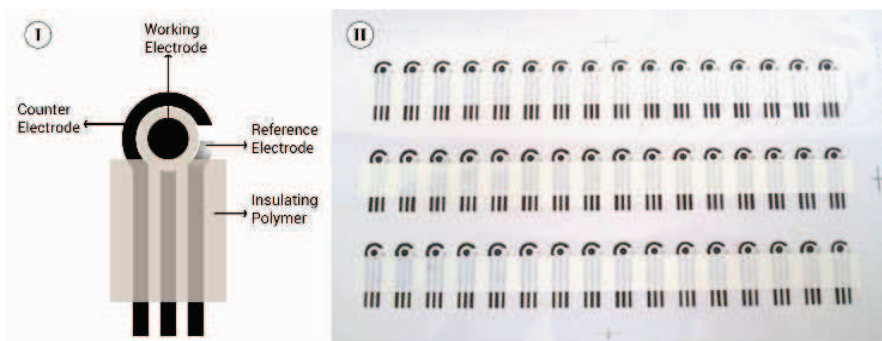 I
Working
Electrode
Counter
Electrode
Reference
Electrode
Insulating
Polymer
II